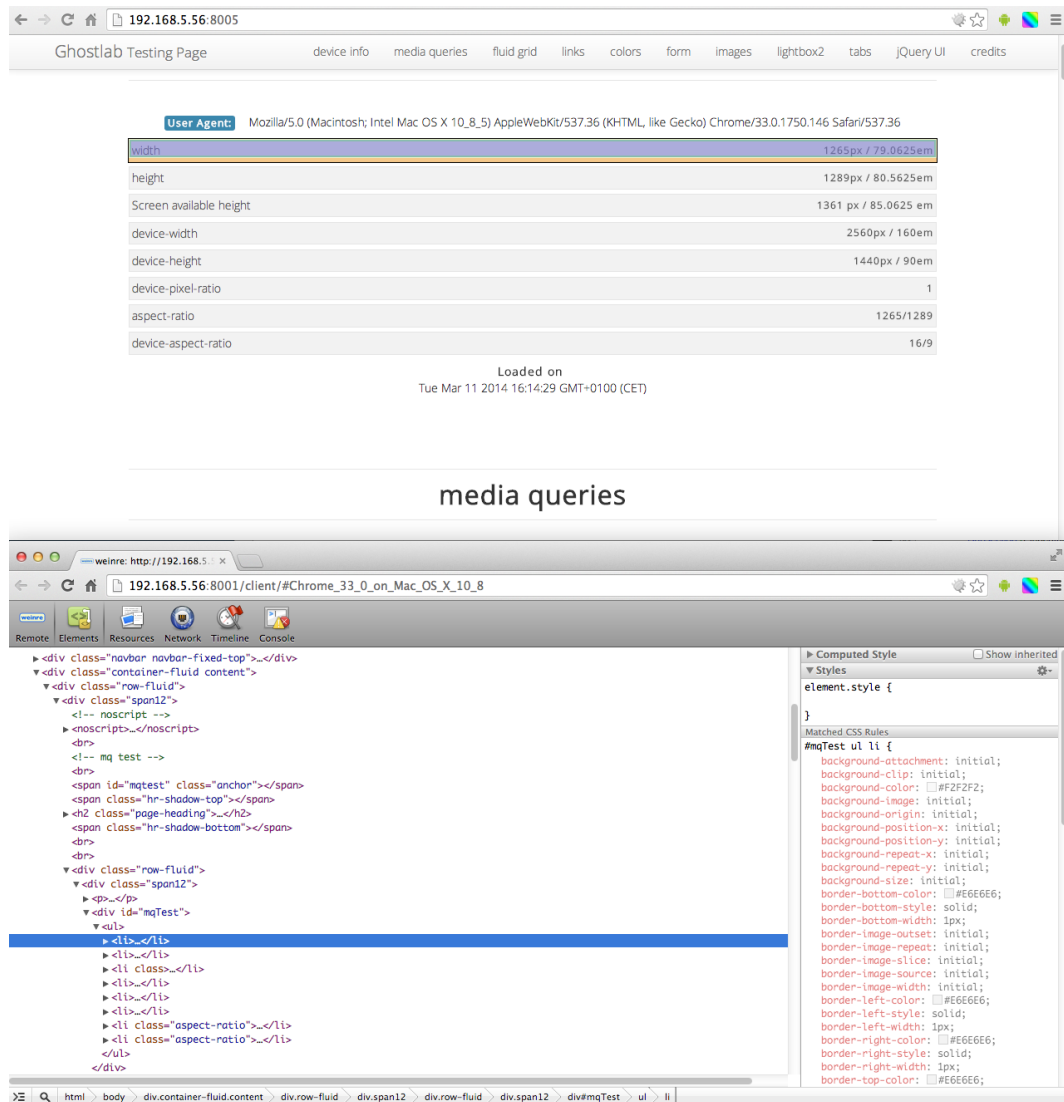 192.168.5.56:8005
Ghostlab Testing Page device info media queries fluid grid links colors form images lightbox2 tabs jQuery UI credits
User Agent: Mozilla/5.0 (Macintosh; Intel Mac OS X 10_8_5) AppleWebKit/537.36 (KHTML, like Gecko) Chrome/33.0.1750.146 Safari/537.36
width 1265px / 79.0625em
height 1289px / 80.5625em
Screen available height 1361 px / 85.0625 em
device-width 2560px / 160em
device-height 1440px / 90em
device-pixel-ratio 1
aspect-ratio 1265/1289
device-aspect-ratio 16/9
Loaded on
Tue Mar 11 2014 16:14:29 GMT+0100 (CET)
media queries
weinre: http://192.168.5.
192.168.5.56:8001/client/#Chrome_33_0_on_Mac_OS_X_10_8
weinre
Remote Elements Resources Network Timeline Console
<div class="navbar navbar-fixed-top">…</div>
<div class="container-fluid content">
<div class="row-fluid">
<div class="span12">
<!-- noscript -->
<noscript>…</noscript>
<br>
<!-- mq test -->
<br>
<span id="mqtest" class="anchor"></span>
<span class="hr-shadow-top"></span>
<h2 class="page-heading">…</h2>
<span class="hr-shadow-bottom"></span>
<br>
<br>
<div class="row-fluid">
<div class="span12">
<p>…</p>
<div id="mqTest">
<ul>
<li>…</li>
<li>…</li>
<li class>…</li>
<li>…</li>
<li>…</li>
<li>…</li>
<li class="aspect-ratio">…</li>
<li class="aspect-ratio">…</li>
</ul>
</div>
Computed Style Show inherited
Styles
element.style {
}
Matched CSS Rules
#mqTest ul li {
background-attachment: initial;
background-clip: initial;
background-color: #F2F2F2;
background-image: initial;
background-origin: initial;
background-position-x: initial;
background-position-y: initial;
background-repeat-x: initial;
background-repeat-y: initial;
background-size: initial;
border-bottom-color: #E6E6E6;
border-bottom-style: solid;
border-bottom-width: 1px;
border-image-outset: initial;
border-image-repeat: initial;
border-image-slice: initial;
border-image-source: initial;
border-image-width: initial;
border-left-color: #E6E6E6;
border-left-style: solid;
border-left-width: 1px;
border-right-color: #E6E6E6;
border-right-style: solid;
border-right-width: 1px;
border-top-color: #E6E6E6;
html body div.container-fluid.content div.row-fluid div.span12 div.row-fluid div.span12 div#mqTest ul li